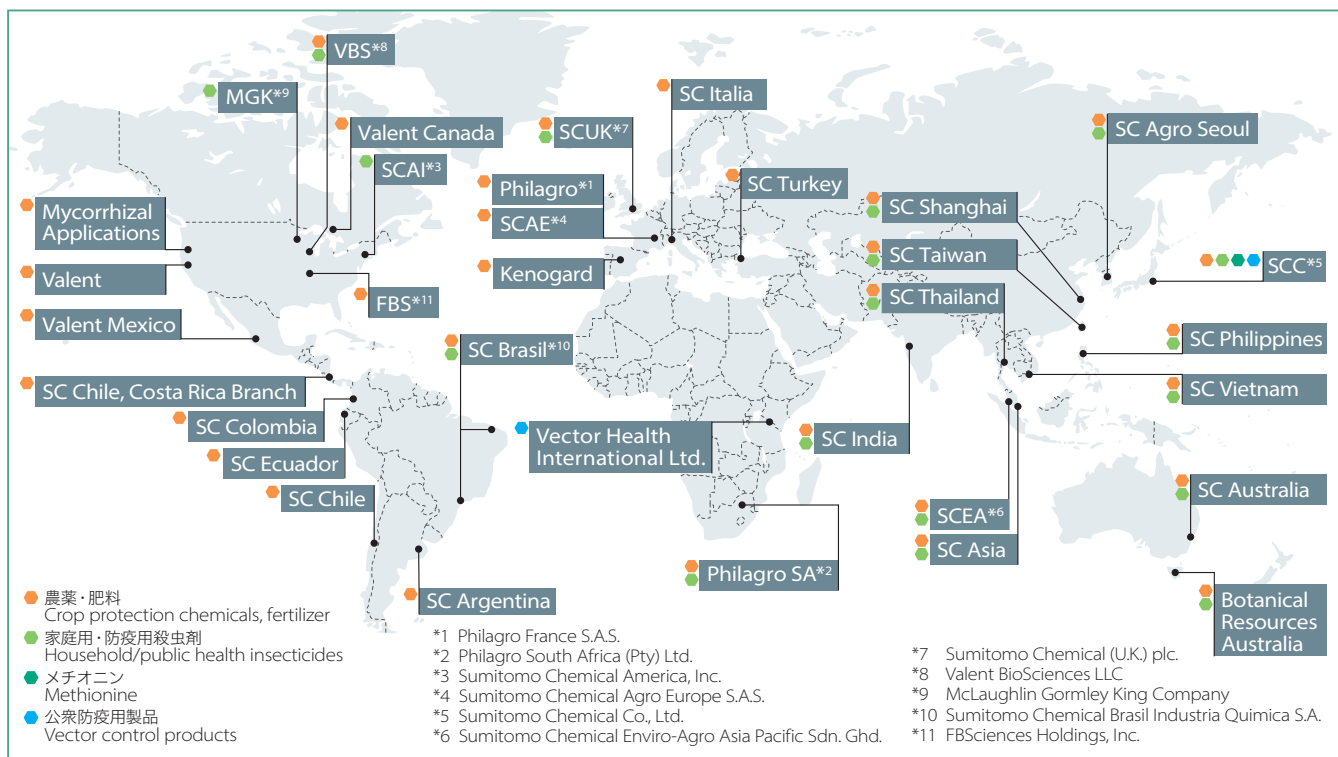 VBS*8
MGK*9
Valent Canada
SCAI*3
Mycorrhizal
Applications
Valent
Valent Mexico
FBS*11
SC Chile, Costa Rica Branch
SC Colombia
SC Ecuador
SC Chile
SC Argentina
SC Brasil*10
SC Italia
SCUK*7
Philagro*1
SCAE*4
Kenogard
SC Turkey
Vector Health
International Ltd.
Philagro SA*2
SC Agro Seoul
SC Shanghai
SC Taiwan
SC Thailand
SCC*5
SC Philippines
SC Vietnam
SC India
SCEA*6
SC Asia
SC Australia
Botanical
Resources
Australia
農薬・肥料
Crop protection chemicals, fertilizer
家庭用・防疫用殺虫剤
Household/public health insecticides
メチオニン
Methionine
公衆防疫用製品
Vector control products
*1 Philagro France S.A.S.
*2 Philagro South Africa (Pty) Ltd.
*3 Sumitomo Chemical America, Inc.
*4 Sumitomo Chemical Agro Europe S.A.S.
*5 Sumitomo Chemical Co., Ltd.
*6 Sumitomo Chemical Enviro-Agro Asia Pacific Sdn. Ghd.
*7 Sumitomo Chemical (U.K.) plc.
*8 Valent BioSciences LLC
*9 McLaughlin Gormley King Company
*10 Sumitomo Chemical Brasil Industria Quimica S.A.
*11 FBSciences Holdings, Inc.